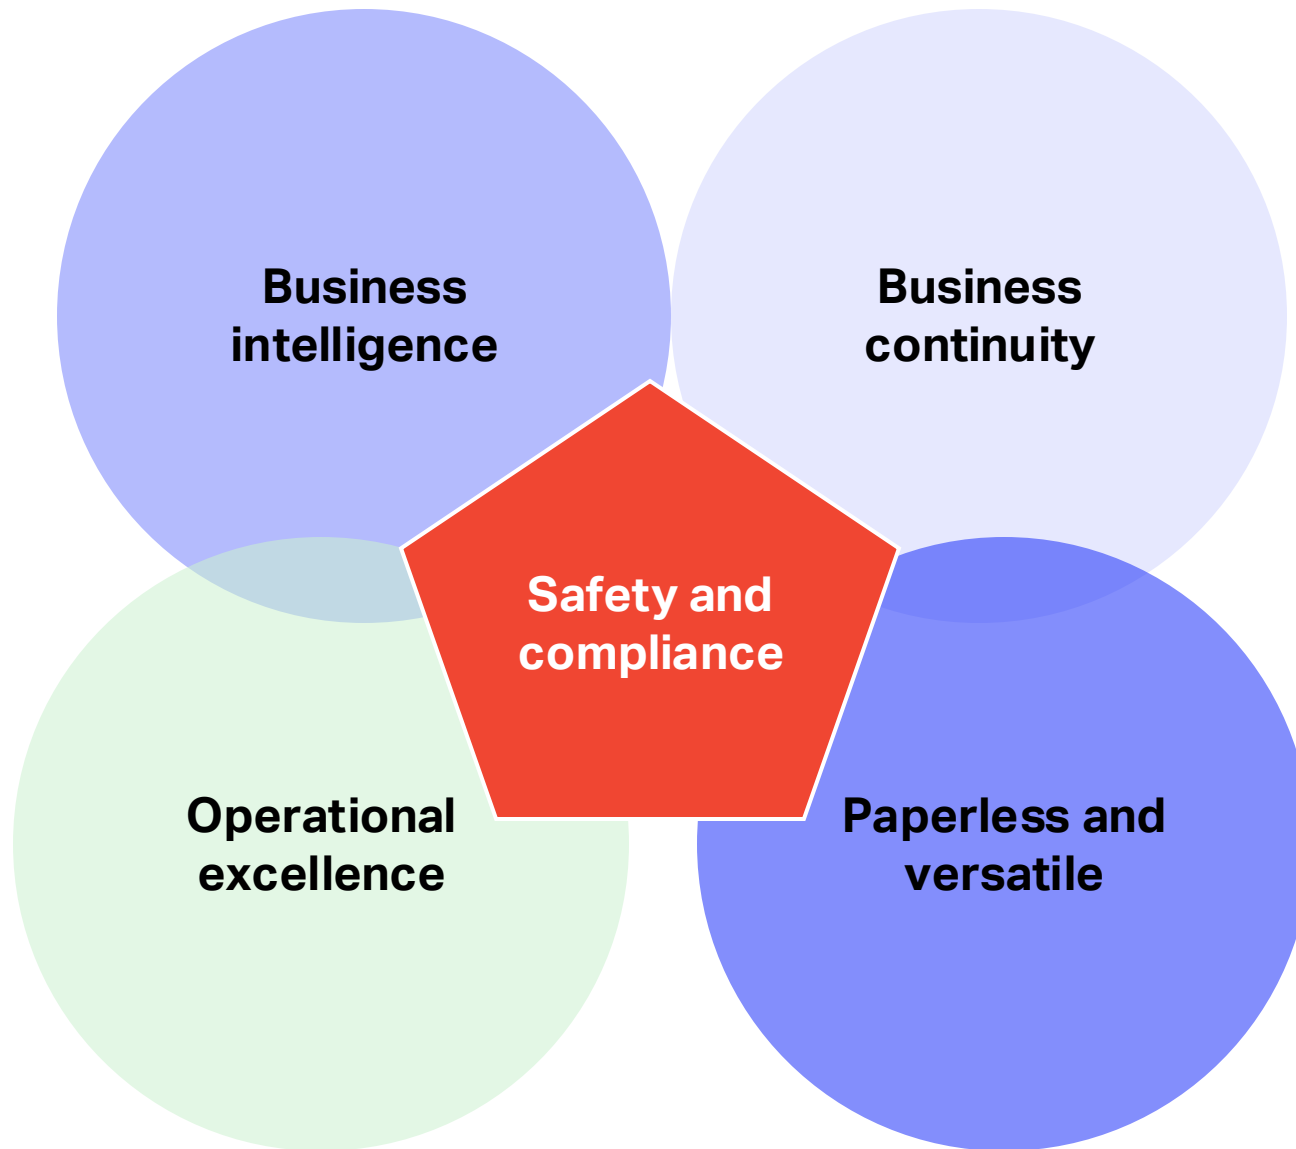 Business
intelligence
Business
continuity
Safety and
compliance
Operational
excellence
Paperless and
versatile